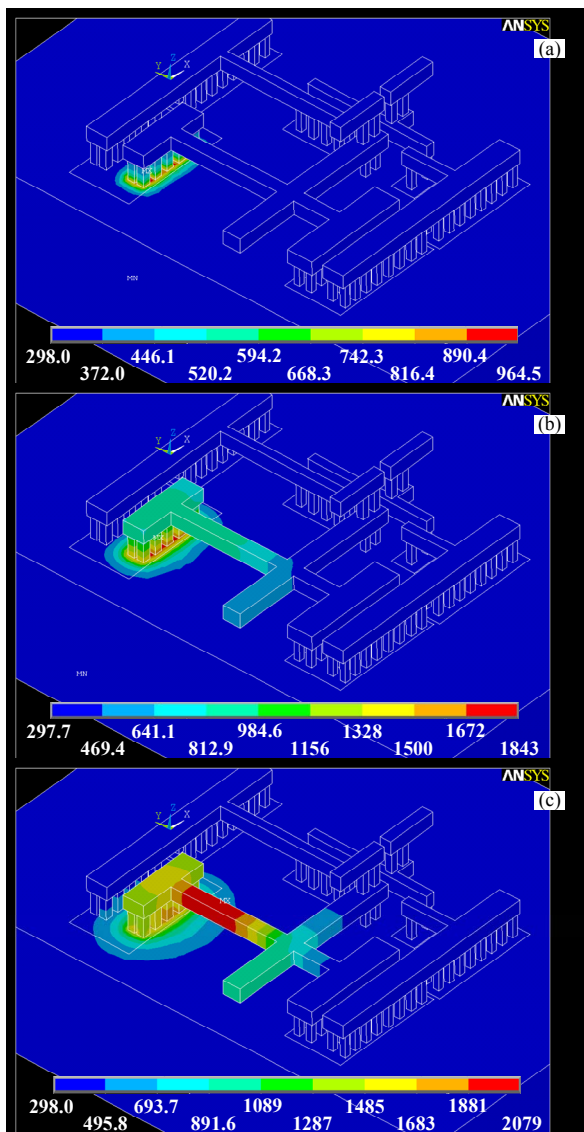 ANSYS
(a)
Z
Y X
MX
MN
298.0 446.1 594.2 742.3 890.4
372.0 520.2 668.3 816.4 964.5
ANSYS
(b)
Z
Y X
MX
MN
297.7 641.1 984.6 1328 1672
469.4 812.9 1156 1500 1843
ANSYS
(c)
Z
Y X
MX
298.0 693.7 1089 1485 1881
495.8 891.6 1287 1683 2079